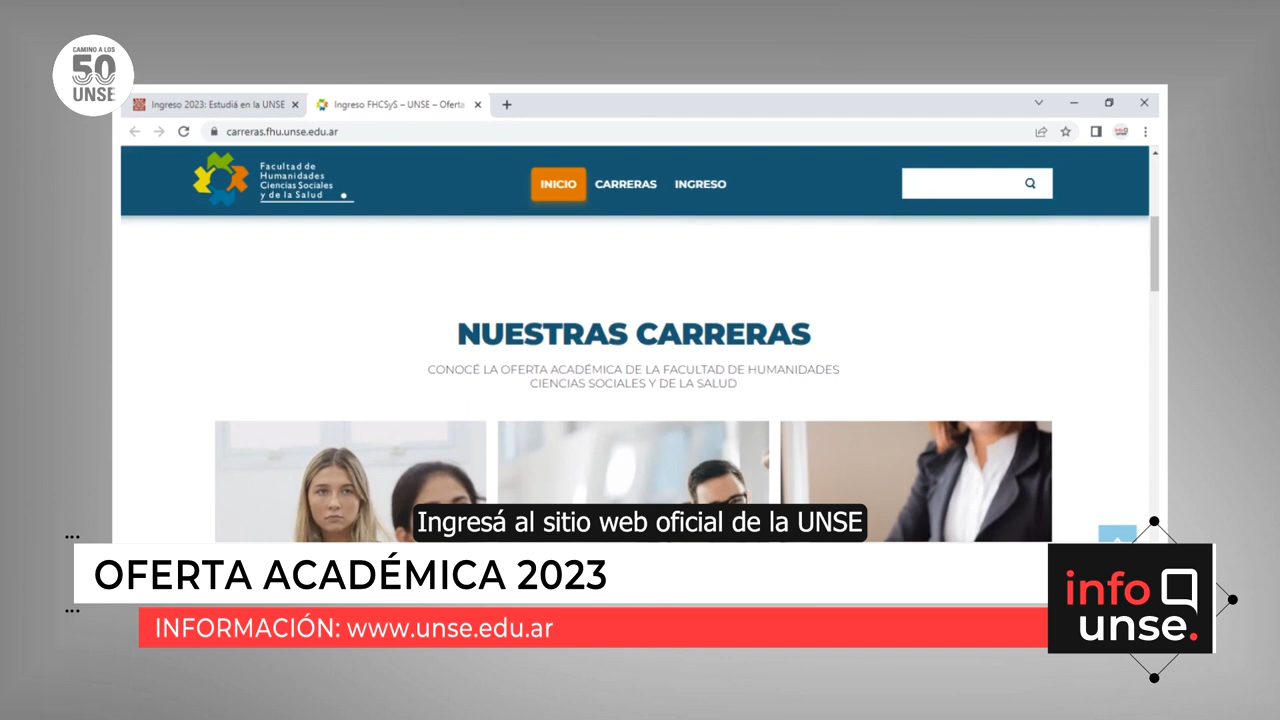 CAMINO A LOS
50
UNSE
Ingreso 2023: Estudiá en la UNSE
Ingreso FHCSyS – UNSE – Oferta
carreras.fhu.unse.edu.ar
Facultad de
Humanidades
Ciencias Sociales
y de la Salud
INICIO
CARRERAS
INGRESO
NUESTRAS CARRERAS
CONOCÉ LA OFERTA ACADÉMICA DE LA FACULTAD DE HUMANIDADES
CIENCIAS SOCIALES Y DE LA SALUD
Ingresá al sitio web oficial de la UNSE
OFERTA ACADÉMICA 2023
INFORMACIÓN: www.unse.edu.ar
info
unse.